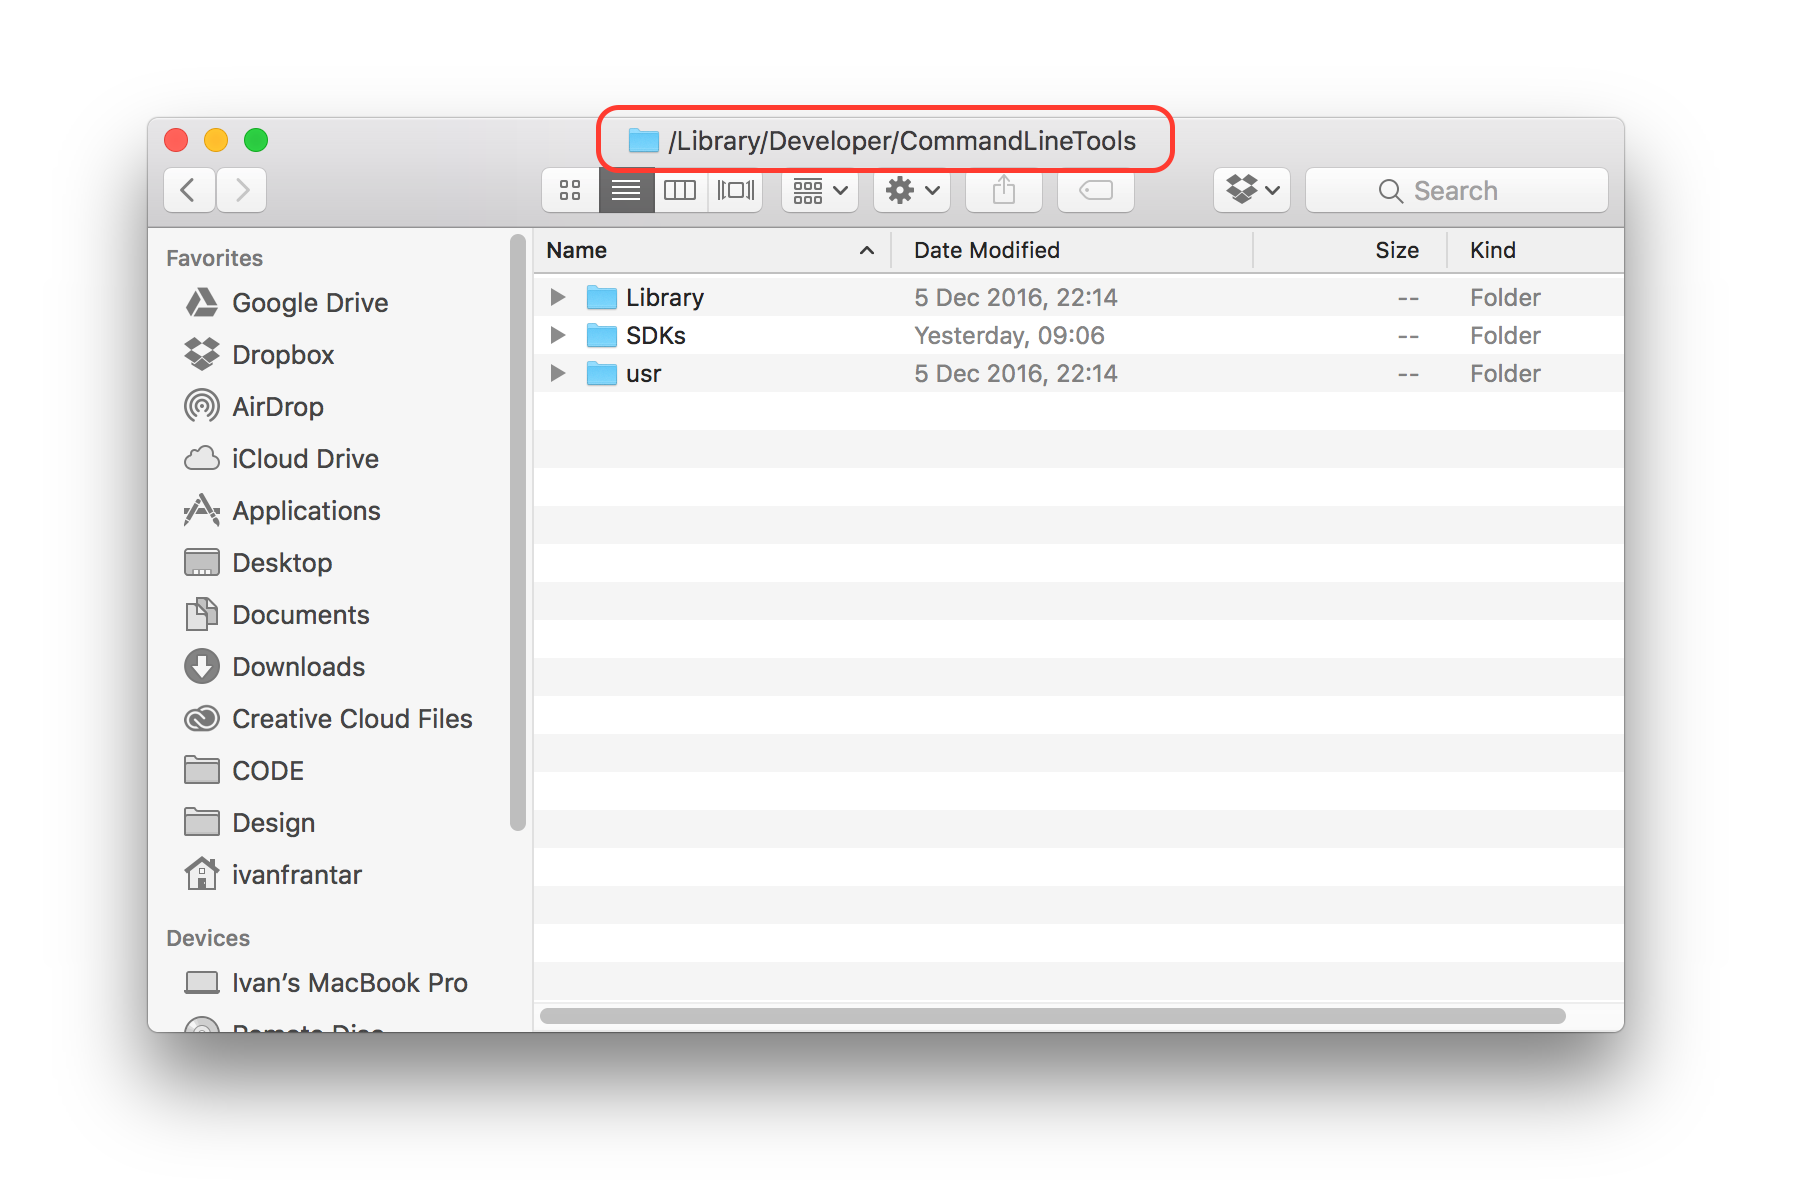 /Library/Developer/CommandLineTools
Search
Favorites
Google Drive
Dropbox
AirDrop
iCloud Drive
Applications
Desktop
Documents
Downloads
Creative Cloud Files
CODE
Design
ivanfrantar
Devices
Ivan’s MacBook Pro
Remote Disc
Name Date Modified Size Kind
Library 5 Dec 2016, 22:14 -- Folder
SDKs Yesterday, 09:06 -- Folder
usr 5 Dec 2016, 22:14 -- Folder